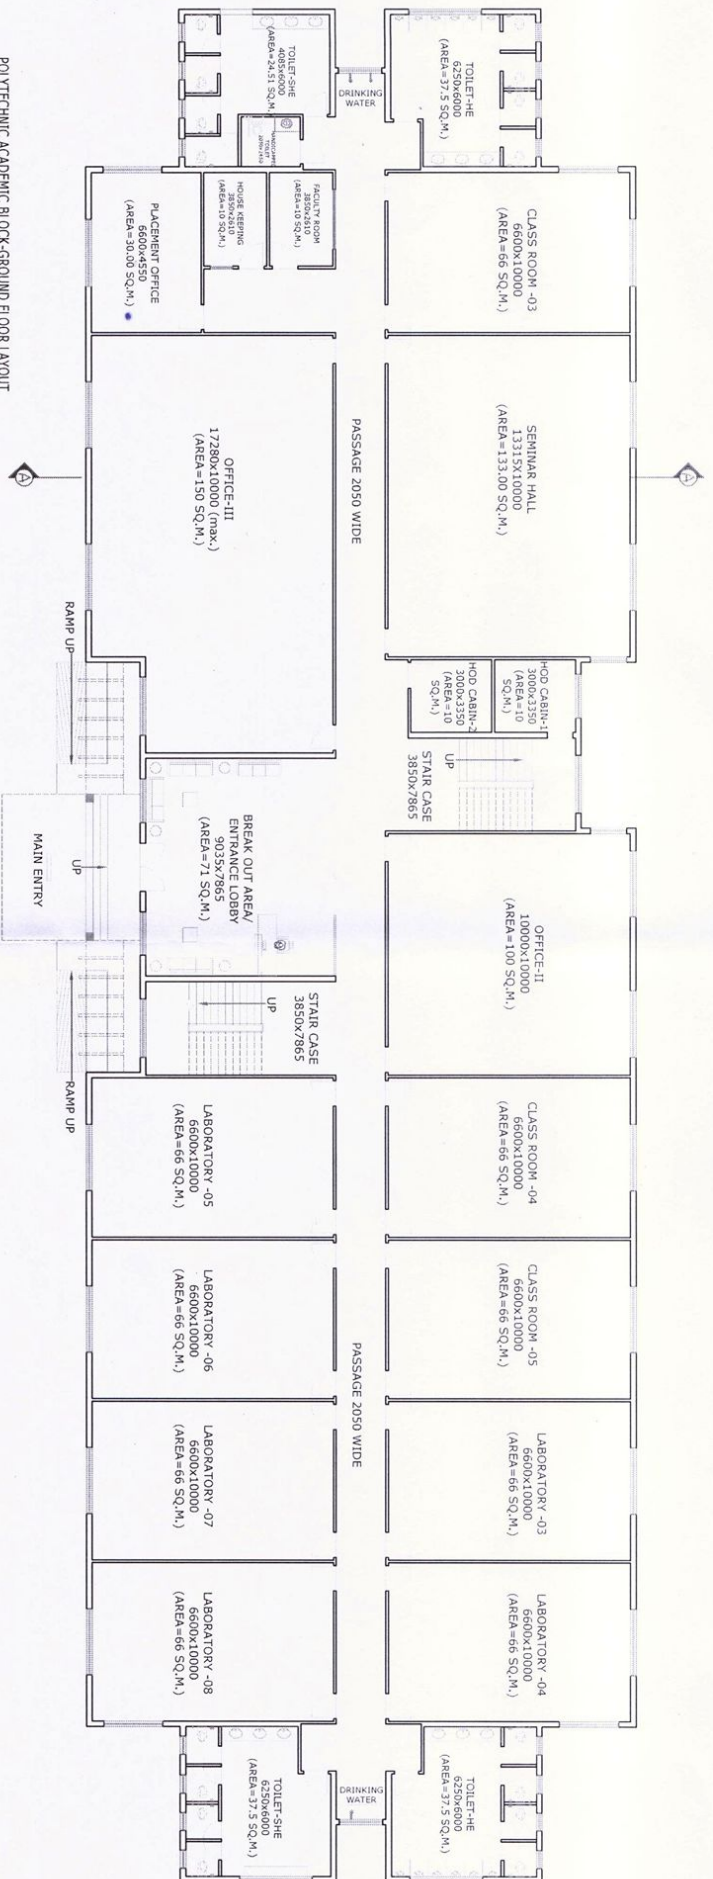 TOILET-HE
6250x6000
(AREA=37.5 SQ.M.)
CLASS ROOM -03
6600x10000
(AREA=66 SQ.M.)
SEMINAR HALL
13315X10000
(AREA=133.00 SQ.M.)
HOD CABIN-1
3000x3350
(AREA=10
SQ.M.)
HOD CABIN-2
3000x3350
(AREA=10
SQ.M.)
UP
STAIR CASE
3850x7865
OFFICE-II
10000x10000
(AREA=100 SQ.M.)
CLASS ROOM -04
6600x10000
(AREA=66 SQ.M.)
CLASS ROOM -05
6600x10000
(AREA=66 SQ.M.)
LABORATORY -03
6600x10000
(AREA=66 SQ.M.)
LABORATORY -04
6600x10000
(AREA=66 SQ.M.)
TOILET-HE
6250x6000
(AREA=37.5 SQ.M.)
A
DRINKING
WATER
PASSAGE 2050 WIDE
PASSAGE 2050 WIDE
DRINKING
WATER
TOILET-SHE
4085x6000
(AREA=24.51 SQ.M.)
HANDICAPPED
TOILET
FACULTY ROOM
3850x2610
(AREA=10 SQ.M.)
HOUSE KEEPING
3850x2610
(AREA=10 SQ.M.)
PLACEMENT OFFICE
6600x4550
(AREA=30.00 SQ.M.)
OFFICE-III
17280x10000 (max.)
(AREA=150 SQ.M.)
BREAK OUT AREA/
ENTRANCE LOBBY
9035x7865
(AREA=71 SQ.M.)
STAIR CASE
3850x7865
UP
LABORATORY -05
6600x10000
(AREA=66 SQ.M.)
LABORATORY -06
6600x10000
(AREA=66 SQ.M.)
LABORATORY -07
6600x10000
(AREA=66 SQ.M.)
LABORATORY -08
6600x10000
(AREA=66 SQ.M.)
TOILET-SHE
6250x6000
(AREA=37.5 SQ.M.)
A
RAMP UP
UP
MAIN ENTRY
RAMP UP
POLYTECHNIC ACADEMIC BLOCK-GROUND FLOOR LAYOUT